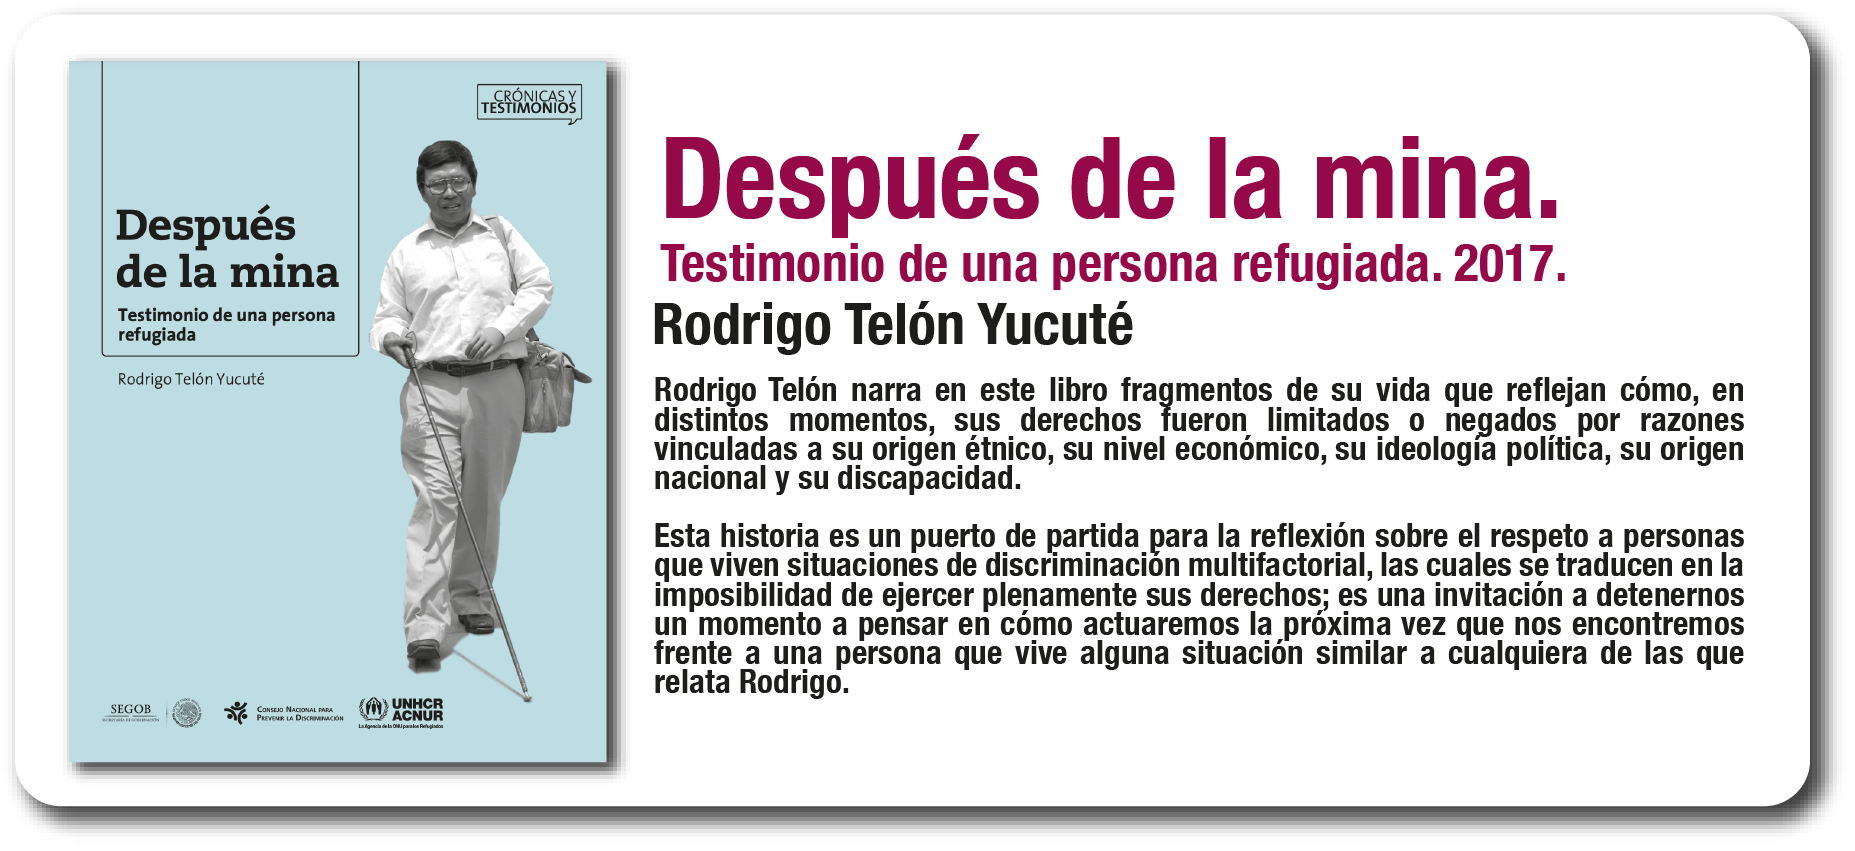 CRÓNICAS Y
TESTIMONIOS
Después
de la mina
Testimonio de una persona
refugiada
Rodrigo Telón Yucuté
SEGOB
SECRETARÍA DE GOBERNACIÓN
CONSEJO NACIONAL PARA
PREVENIR LA DISCRIMINACIÓN
UNHCR
ACNUR
La Agencia de la ONU para los Refugiados
Después de la mina.
Testimonio de una persona refugiada. 2017.
Rodrigo Telón Yucuté
Rodrigo Telón narra en este libro fragmentos de su vida que reflejan cómo, en
distintos momentos, sus derechos fueron limitados o negados por razones
vinculadas a su origen étnico, su nivel económico, su ideología política, su origen
nacional y su discapacidad.
Esta historia es un puerto de partida para la reflexión sobre el respeto a personas
que viven situaciones de discriminación multifactorial, las cuales se traducen en la
imposibilidad de ejercer plenamente sus derechos; es una invitación a detenernos
un momento a pensar en cómo actuaremos la próxima vez que nos encontremos
frente a una persona que vive alguna situación similar a cualquiera de las que
relata Rodrigo.